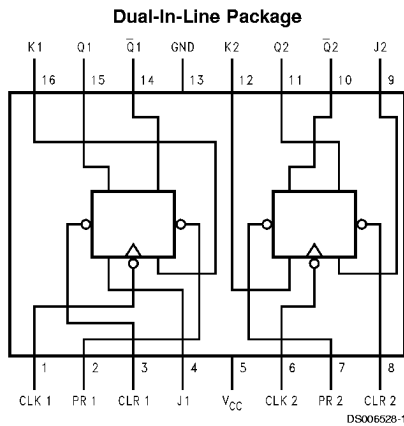 Dual-In-Line Package
K1 Q1 Q̅1 GND K2 Q2 Q̅2 J2
16 15 14 13 12 11 10 9
1 2 3 4 5 6 7 8
CLK 1 PR 1 CLR 1 J1 VCC CLK 2 PR 2 CLR 2
DS006528-1